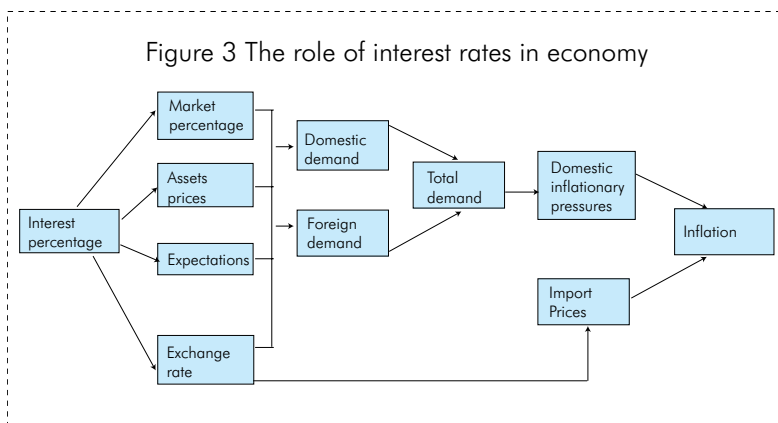 Figure 3 The role of interest rates in economy
Market
percentage
Assets
prices
Interest
percentage
Expectations
Exchange
rate
Domestic
demand
Foreign
demand
Total
demand
Domestic
inflationary
pressures
Import
Prices
Inflation